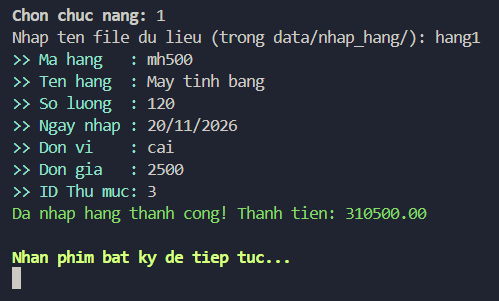 Chon chuc nang: 1
Nhap ten file du lieu (trong data/nhap_hang/): hang1
>> Ma hang   : mh500
>> Ten hang  : May tinh bang
>> So luong  : 120
>> Ngay nhap : 20/11/2026
>> Don vi    : cai
>> Don gia   : 2500
>> ID Thu muc: 3
Da nhap hang thanh cong! Thanh tien: 310500.00
Nhan phim bat ky de tiep tuc...